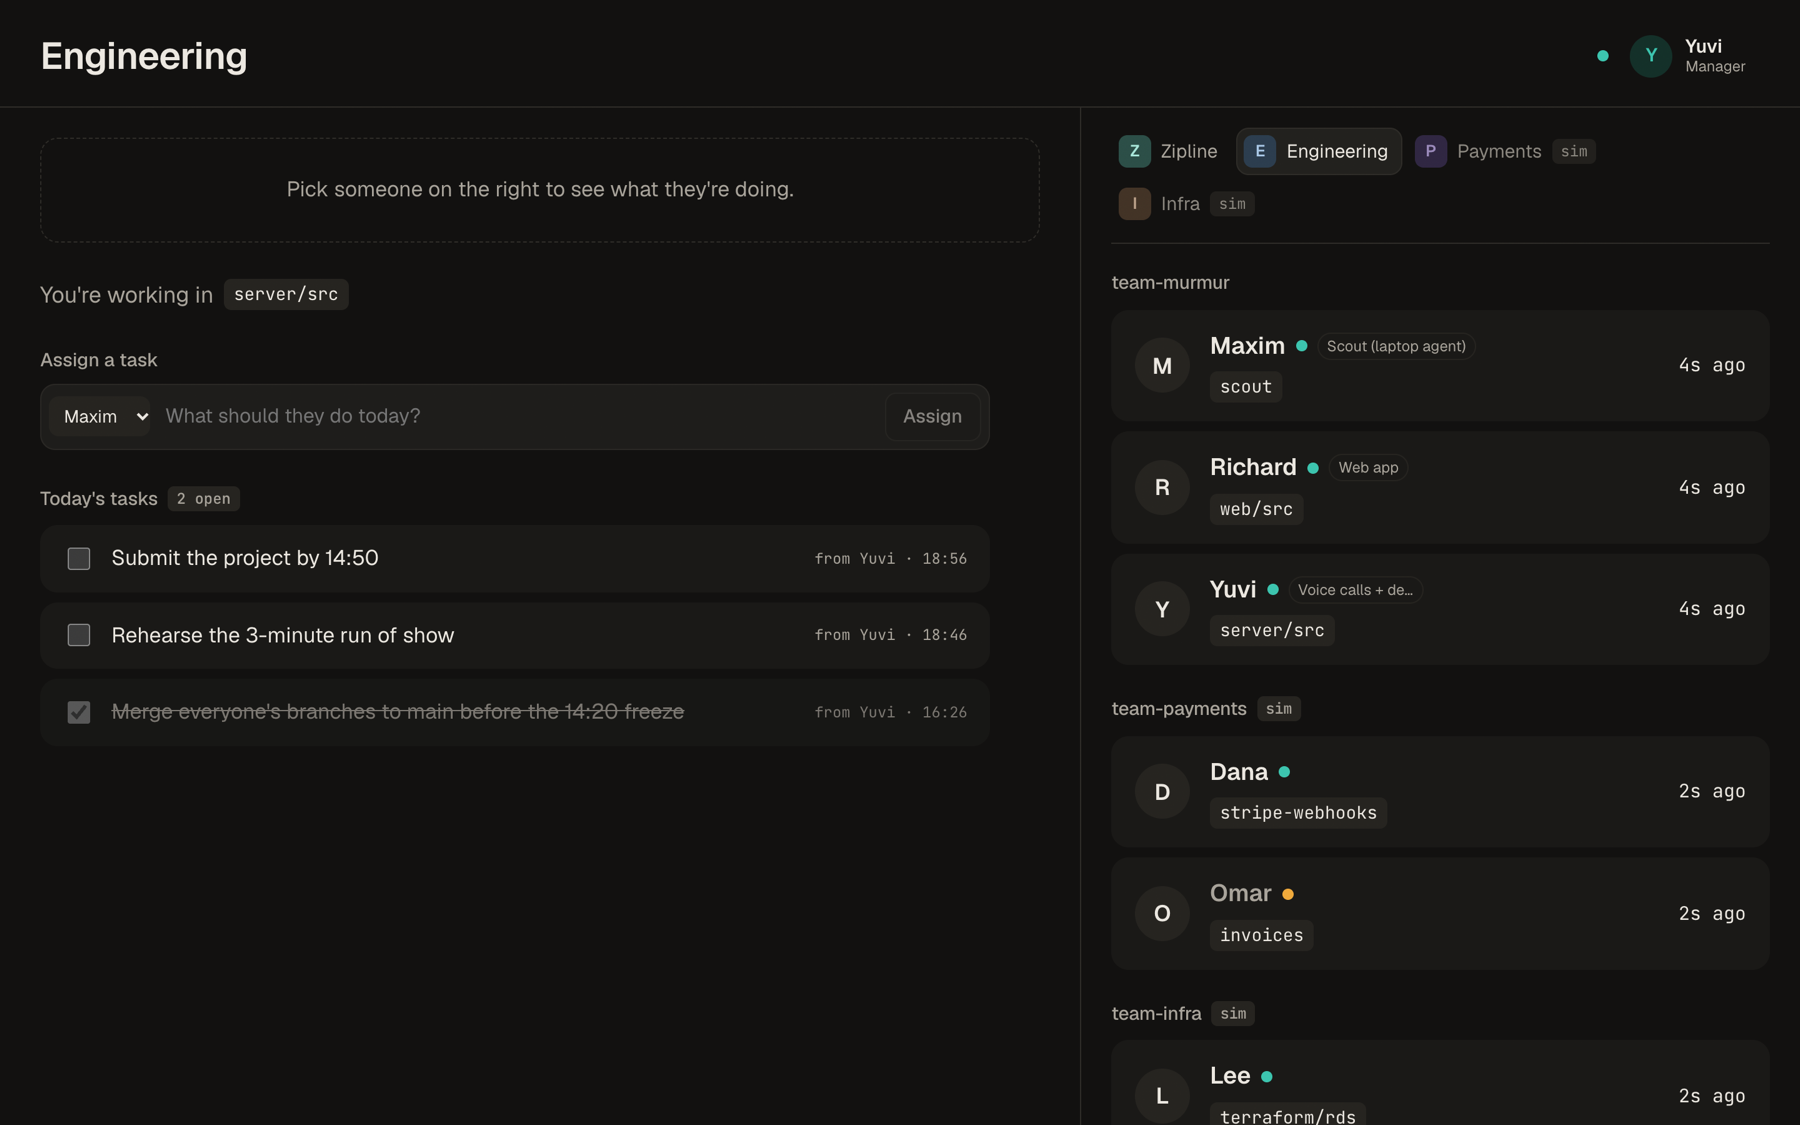 Engineering
Y
Yuvi
Manager
Pick someone on the right to see what they're doing.
You're working in server/src
Assign a task
Maxim What should they do today? Assign
Today's tasks 2 open
Submit the project by 14:50 from Yuvi · 18:56
Rehearse the 3-minute run of show from Yuvi · 18:46
Merge everyone's branches to main before the 14:20 freeze from Yuvi · 16:26
Z Zipline E Engineering P Payments sim
I Infra sim
team-murmur
M Maxim Scout (laptop agent)
scout
4s ago
R Richard Web app
web/src
4s ago
Y Yuvi Voice calls + de...
server/src
4s ago
team-payments sim
D Dana
stripe-webhooks
2s ago
O Omar
invoices
2s ago
team-infra sim
L Lee
terraform/rds
2s ago